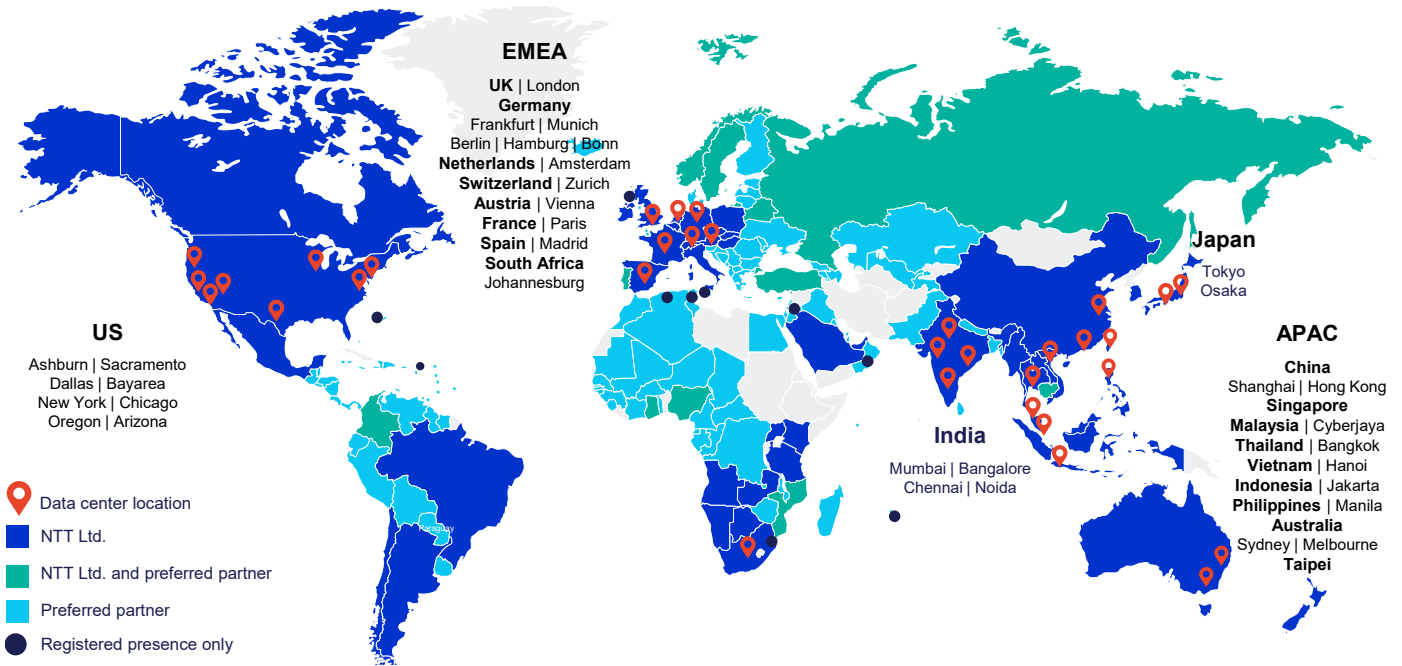 EMEA
UK | London
Germany
Frankfurt | Munich
Berlin | Hamburg | Bonn
Netherlands | Amsterdam
Switzerland | Zurich
Austria | Vienna
France | Paris
Spain | Madrid
South Africa
Johannesburg
US
Ashburn | Sacramento
Dallas | Bayarea
New York | Chicago
Oregon | Arizona
Japan
Tokyo
Osaka
APAC
China
Shanghai | Hong Kong
Singapore
Malaysia | Cyberjaya
Thailand | Bangkok
Vietnam | Hanoi
Indonesia | Jakarta
Philippines | Manila
Australia
Sydney | Melbourne
Taipei
India
Mumbai | Bangalore
Chennai | Noida
Paraguay
Data center location
NTT Ltd.
NTT Ltd. and preferred partner
Preferred partner
Registered presence only